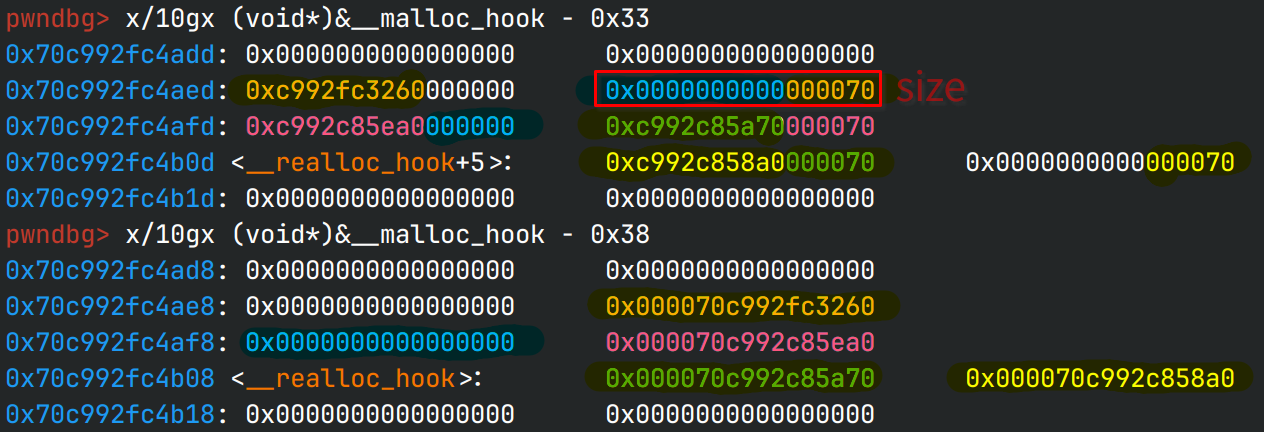 pwndbg> x/10gx (void*)&__malloc_hook - 0x33
0x70c992fc4add: 0x0000000000000000 0x0000000000000000
0x70c992fc4aed: 0xc992fc3260000000 0x0000000000000070 size
0x70c992fc4afd: 0xc992c85ea0000000 0xc992c85a70000070
0x70c992fc4b0d <__realloc_hook+5>: 0xc992c858a0000070 0x0000000000000070
0x70c992fc4b1d: 0x0000000000000000 0x0000000000000000
pwndbg> x/10gx (void*)&__malloc_hook - 0x38
0x70c992fc4ad8: 0x0000000000000000 0x0000000000000000
0x70c992fc4ae8: 0x0000000000000000 0x000070c992fc3260
0x70c992fc4af8: 0x0000000000000000 0x000070c992c85ea0
0x70c992fc4b08 <__realloc_hook>: 0x000070c992c85a70 0x000070c992c858a0
0x70c992fc4b18: 0x0000000000000000 0x0000000000000000